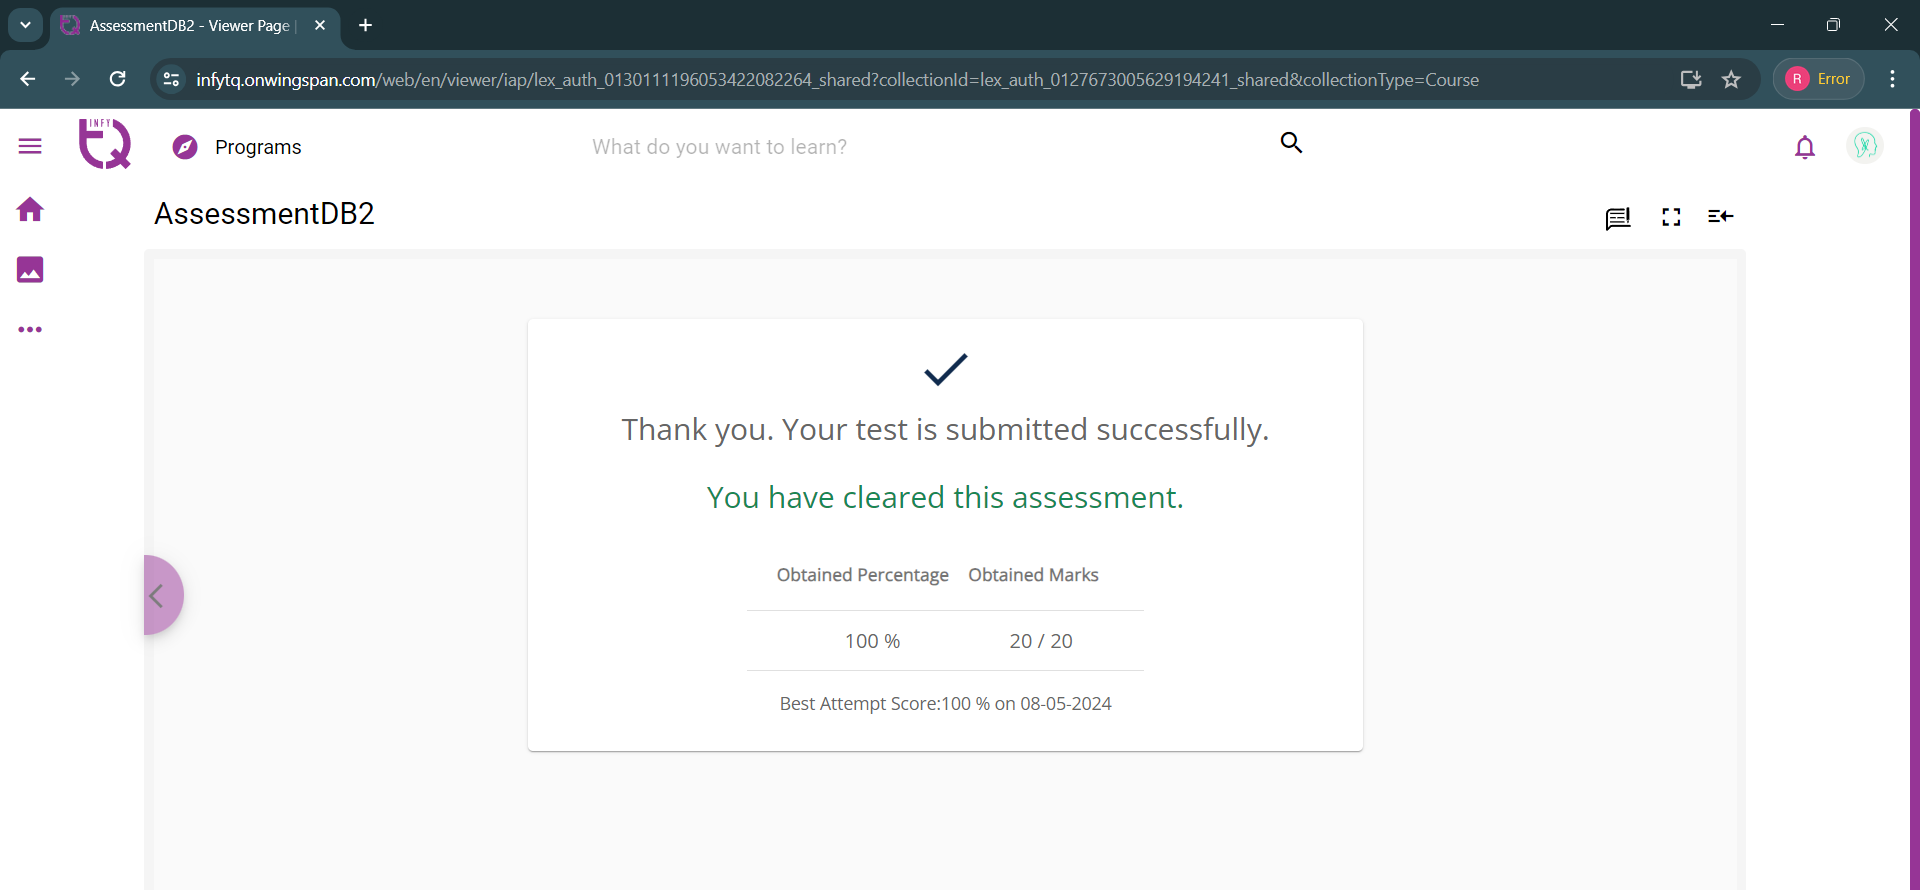 AssessmentDB2 - Viewer Page |
infytq.onwingspan.com/web/en/viewer/iap/lex_auth_0130111196053422082264_shared?collectionId=lex_auth_0127673005629194241_shared&collectionType=Course
R Error
INFY
TQ
Programs
What do you want to learn?
AssessmentDB2
Thank you. Your test is submitted successfully.
You have cleared this assessment.
Obtained Percentage Obtained Marks
100 % 20 / 20
Best Attempt Score:100 % on 08-05-2024